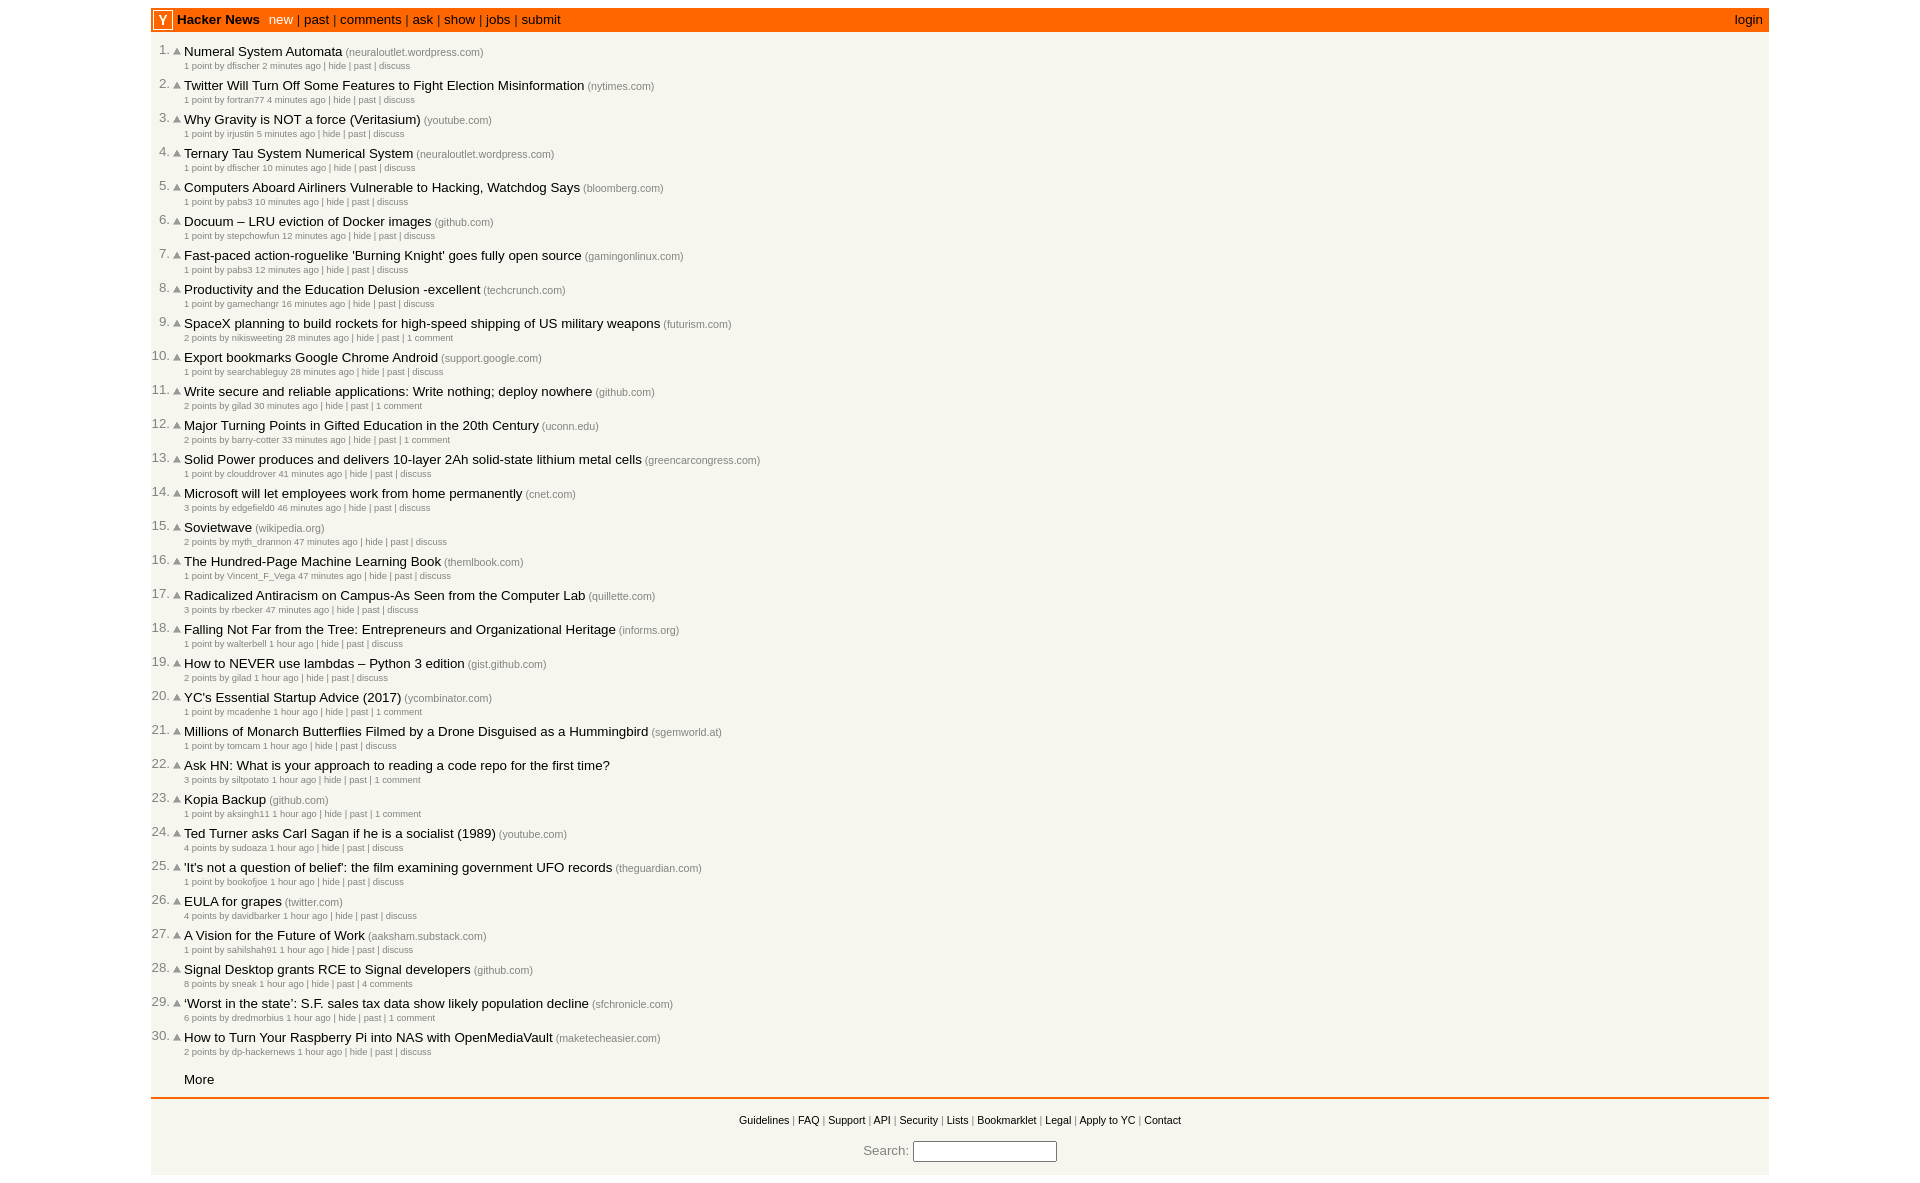 Y Hacker News new | past | comments | ask | show | jobs | submit login
1. Numeral System Automata (neuraloutlet.wordpress.com)
1 point by dfischer 2 minutes ago | hide | past | discuss
2. Twitter Will Turn Off Some Features to Fight Election Misinformation (nytimes.com)
1 point by fortran77 4 minutes ago | hide | past | discuss
3. Why Gravity is NOT a force (Veritasium) (youtube.com)
1 point by irjustin 5 minutes ago | hide | past | discuss
4. Ternary Tau System Numerical System (neuraloutlet.wordpress.com)
1 point by dfischer 10 minutes ago | hide | past | discuss
5. Computers Aboard Airliners Vulnerable to Hacking, Watchdog Says (bloomberg.com)
1 point by pabs3 10 minutes ago | hide | past | discuss
6. Docuum – LRU eviction of Docker images (github.com)
1 point by stepchowfun 12 minutes ago | hide | past | discuss
7. Fast-paced action-roguelike 'Burning Knight' goes fully open source (gamingonlinux.com)
1 point by pabs3 12 minutes ago | hide | past | discuss
8. Productivity and the Education Delusion -excellent (techcrunch.com)
1 point by gamechangr 16 minutes ago | hide | past | discuss
9. SpaceX planning to build rockets for high-speed shipping of US military weapons (futurism.com)
2 points by nikisweeting 28 minutes ago | hide | past | 1 comment
10. Export bookmarks Google Chrome Android (support.google.com)
1 point by searchableguy 28 minutes ago | hide | past | discuss
11. Write secure and reliable applications: Write nothing; deploy nowhere (github.com)
2 points by gilad 30 minutes ago | hide | past | 1 comment
12. Major Turning Points in Gifted Education in the 20th Century (uconn.edu)
2 points by barry-cotter 33 minutes ago | hide | past | 1 comment
13. Solid Power produces and delivers 10-layer 2Ah solid-state lithium metal cells (greencarcongress.com)
1 point by clouddrover 41 minutes ago | hide | past | discuss
14. Microsoft will let employees work from home permanently (cnet.com)
3 points by edgefield0 46 minutes ago | hide | past | discuss
15. Sovietwave (wikipedia.org)
2 points by myth_drannon 47 minutes ago | hide | past | discuss
16. The Hundred-Page Machine Learning Book (themlbook.com)
1 point by Vincent_F_Vega 47 minutes ago | hide | past | discuss
17. Radicalized Antiracism on Campus-As Seen from the Computer Lab (quillette.com)
3 points by rbecker 47 minutes ago | hide | past | discuss
18. Falling Not Far from the Tree: Entrepreneurs and Organizational Heritage (informs.org)
1 point by walterbell 1 hour ago | hide | past | discuss
19. How to NEVER use lambdas – Python 3 edition (gist.github.com)
2 points by gilad 1 hour ago | hide | past | discuss
20. YC's Essential Startup Advice (2017) (ycombinator.com)
1 point by mcadenhe 1 hour ago | hide | past | 1 comment
21. Millions of Monarch Butterflies Filmed by a Drone Disguised as a Hummingbird (sgemworld.at)
1 point by tomcam 1 hour ago | hide | past | discuss
22. Ask HN: What is your approach to reading a code repo for the first time?
3 points by siltpotato 1 hour ago | hide | past | 1 comment
23. Kopia Backup (github.com)
1 point by aksingh11 1 hour ago | hide | past | 1 comment
24. Ted Turner asks Carl Sagan if he is a socialist (1989) (youtube.com)
4 points by sudoaza 1 hour ago | hide | past | discuss
25. 'It's not a question of belief': the film examining government UFO records (theguardian.com)
1 point by bookofjoe 1 hour ago | hide | past | discuss
26. EULA for grapes (twitter.com)
4 points by davidbarker 1 hour ago | hide | past | discuss
27. A Vision for the Future of Work (aaksham.substack.com)
1 point by sahilshah91 1 hour ago | hide | past | discuss
28. Signal Desktop grants RCE to Signal developers (github.com)
8 points by sneak 1 hour ago | hide | past | 4 comments
29. ‘Worst in the state’: S.F. sales tax data show likely population decline (sfchronicle.com)
6 points by dredmorbius 1 hour ago | hide | past | 1 comment
30. How to Turn Your Raspberry Pi into NAS with OpenMediaVault (maketecheasier.com)
2 points by dp-hackernews 1 hour ago | hide | past | discuss
More
Guidelines | FAQ | Support | API | Security | Lists | Bookmarklet | Legal | Apply to YC | Contact
Search: